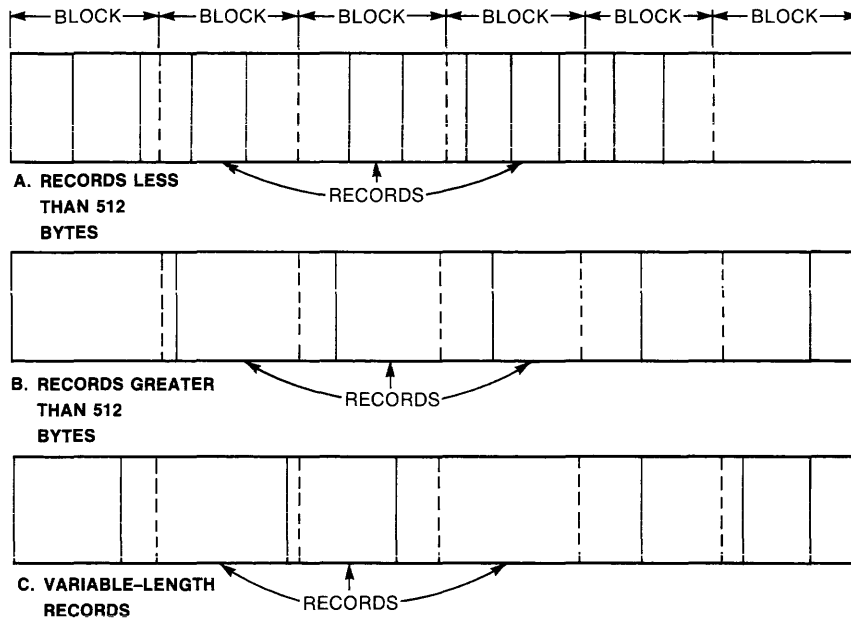 BLOCK BLOCK BLOCK BLOCK BLOCK BLOCK
A. RECORDS LESS
THAN 512
BYTES
RECORDS
B. RECORDS GREATER
THAN 512
BYTES
RECORDS
C. VARIABLE-LENGTH
RECORDS
RECORDS